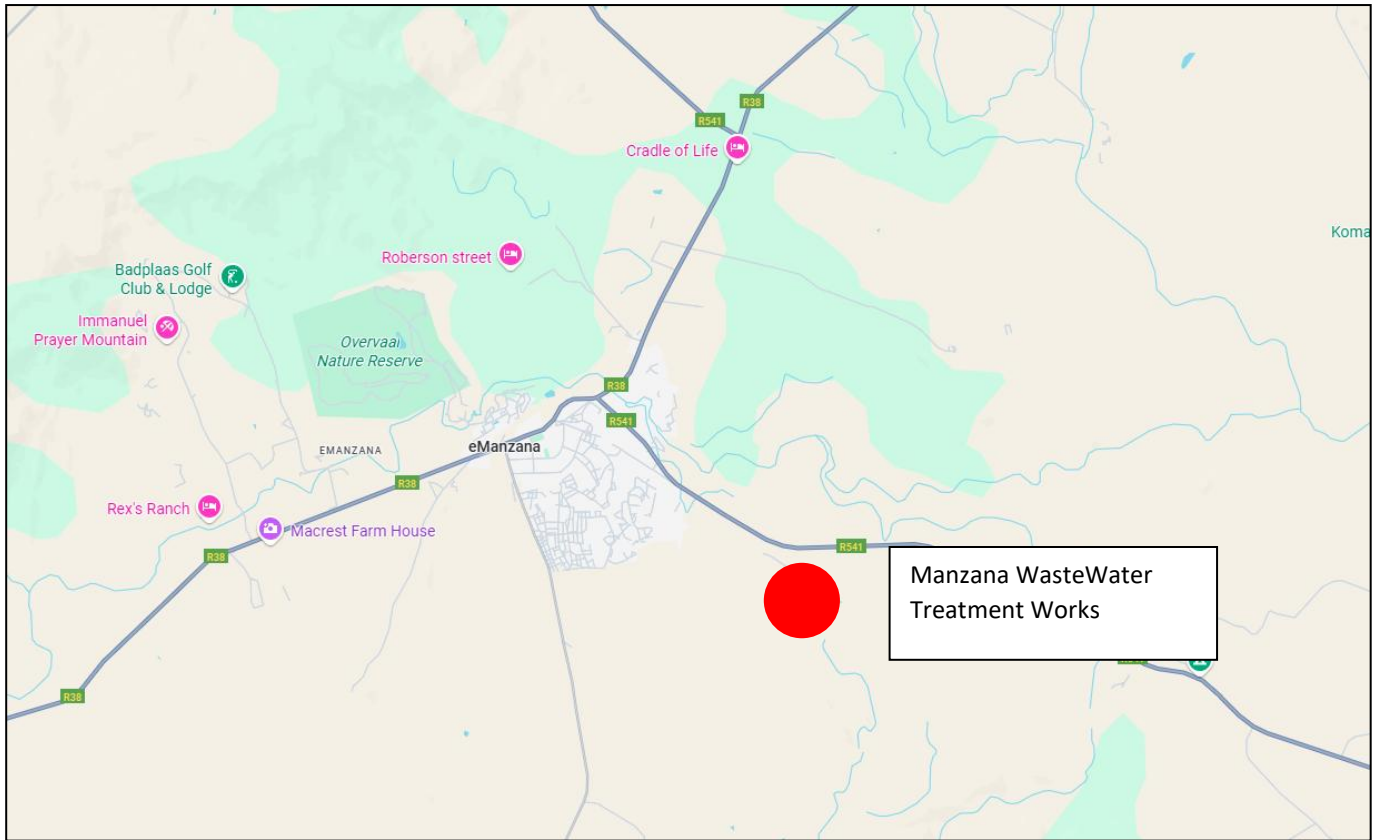 R38
R541
Cradle of Life
Roberson street
Koma
Badplaas Golf
Club & Lodge
Immanuel
Prayer Mountain
Overvaal
Nature Reserve
R38
R541
eManzana
EMANZANA
R38
Rex's Ranch
Macrest Farm House
R38
R541
Manzana WasteWater
Treatment Works
R38